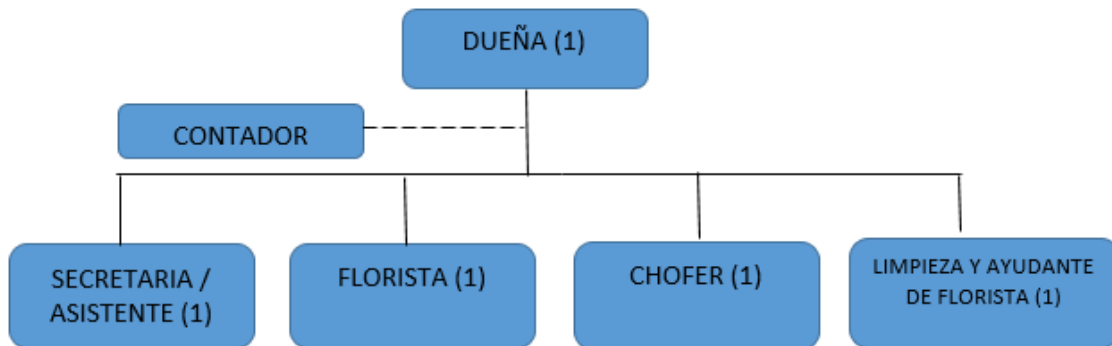 DUEÑA (1)
CONTADOR
SECRETARIA /
ASISTENTE (1)
FLORISTA (1)
CHOFER (1)
LIMPIEZA Y AYUDANTE
DE FLORISTA (1)